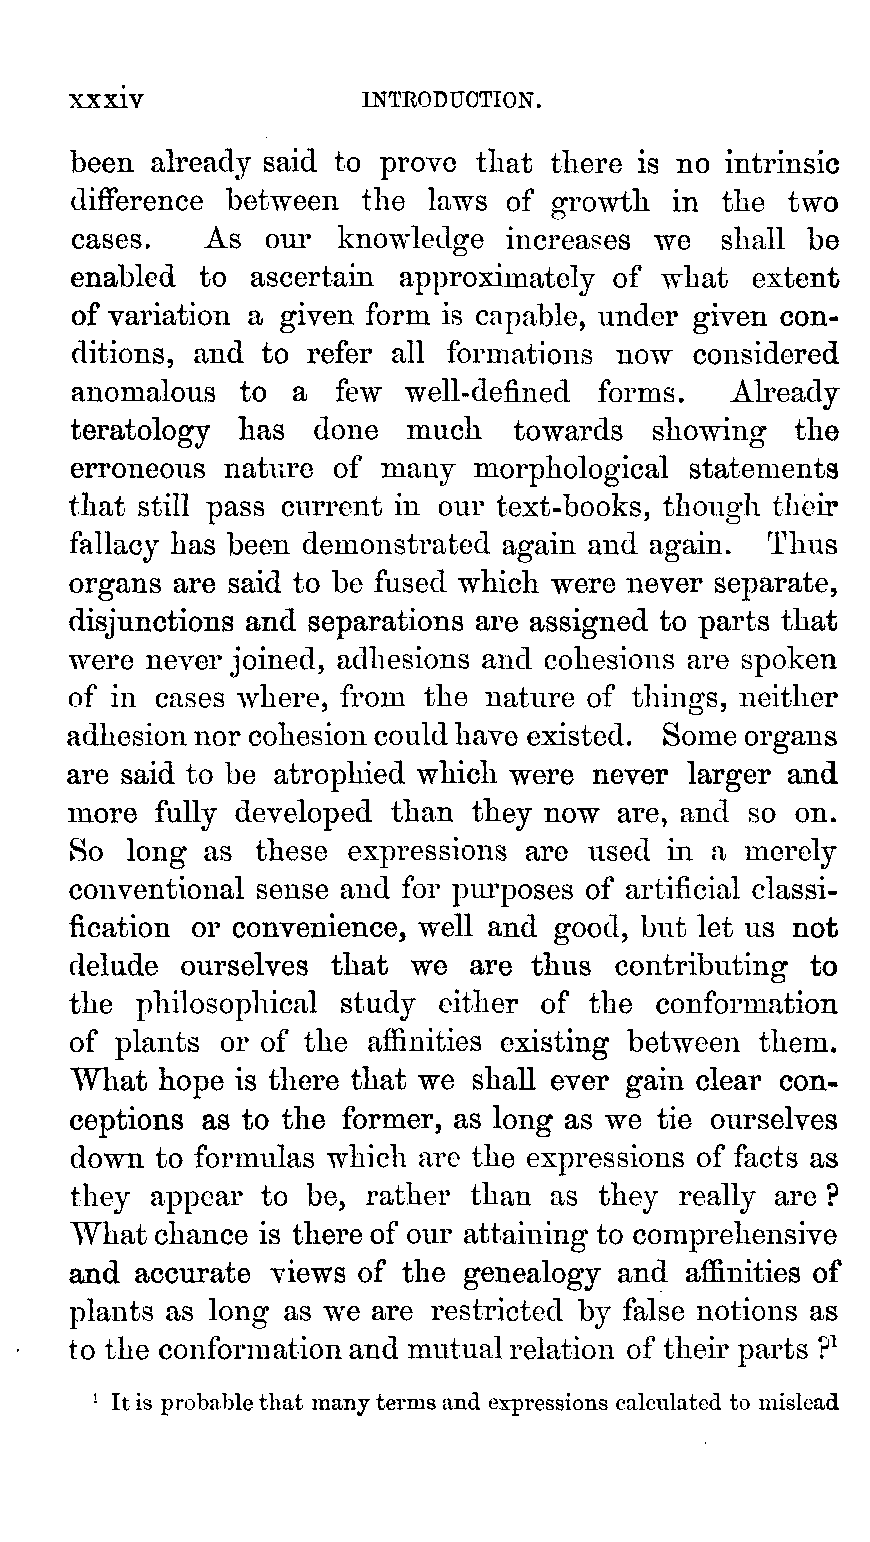 xxxiv INTRODUCTION.
been already said to prove that there is no intrinsic
difference between the laws of growth in the two
cases. As our knowledge increases we shall be
enabled to ascertain approximately of what extent
of variation a given form is capable, under given con-
ditions, and to refer all formations now considered
anomalous to a few well-defined forms. Already
teratology has done much towards showing the
erroneous nature of many morphological statements
that still pass current in our text-books, though their
fallacy has been demonstrated again and again. Thus
organs are said to be fused which were never separate,
disjunctions and separations are assigned to parts that
were never joined, adhesions and cohesions are spoken
of in cases where, from the nature of things, neither
adhesion nor cohesion could have existed. Some organs
are said to be atrophied which were never larger and
more fully developed than they now are, and so on.
So long as these expressions are used in a merely
conventional sense and for purposes of artificial classi-
fication or convenience, well and good, but let us not
delude ourselves that we are thus contributing to
the philosophical study either of the conformation
of plants or of the affinities existing between them.
What hope is there that we shall ever gain clear con-
ceptions as to the former, as long as we tie ourselves
down to formulas which are the expressions of facts as
they appear to be, rather than as they really are ?
What chance is there of our attaining to comprehensive
and accurate views of the genealogy and affinities of
plants as long as we are restricted by false notions as
to the conformation and mutual relation of their parts ?¹
¹ It is probable that many terms and expressions calculated to mislead